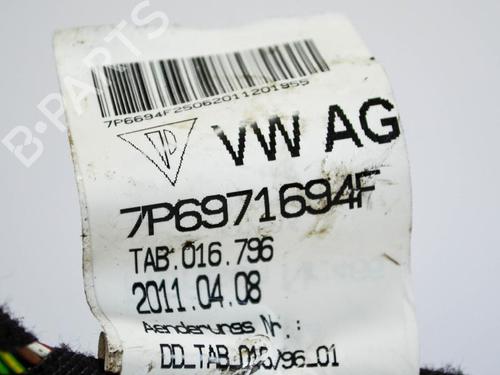 7P6694F25062011201955
VW AG
7P6971694F
TAB.016.796
2011.04.08
Aenderungs Nr.:
DD_TAB_016796_01
B-PARTS